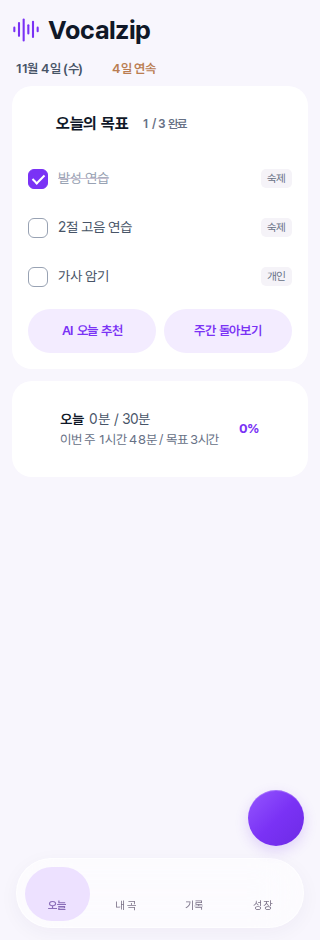 Vocalzip
11월 4일 (수) 4일 연속
오늘의 목표 1 / 3 완료
발성 연습 숙제
2절 고음 연습 숙제
가사 암기 개인
AI 오늘 추천 주간 돌아보기
오늘 0분 / 30분
이번 주 1시간 48분 / 목표 3시간 0%
오늘 내 곡 기록 성장